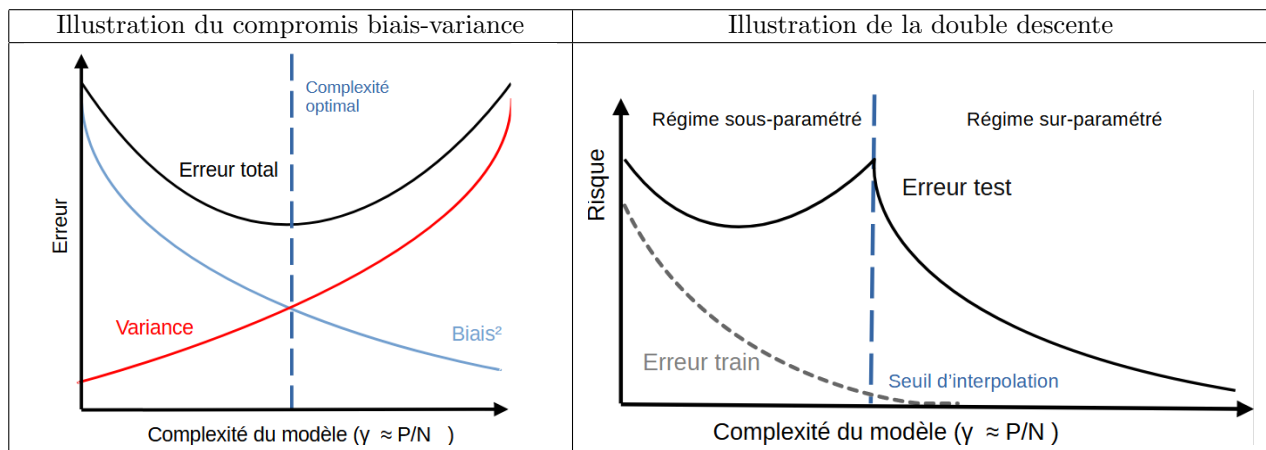 Illustration du compromis biais-variance
Complexité
optimal
Erreur total
Erreur
Variance
Biais²
Complexité du modèle (γ ≈ P/N )
Illustration de la double descente
Régime sous-paramétré
Régime sur-paramétré
Risque
Erreur test
Erreur train
Seuil d'interpolation
Complexité du modèle (γ ≈ P/N )